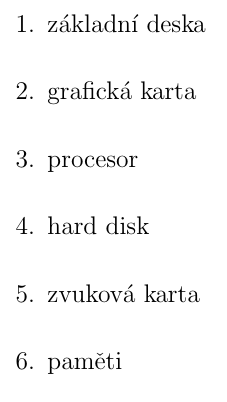 1. základní deska
2. grafická karta
3. procesor
4. hard disk
5. zvuková karta
6. paměti